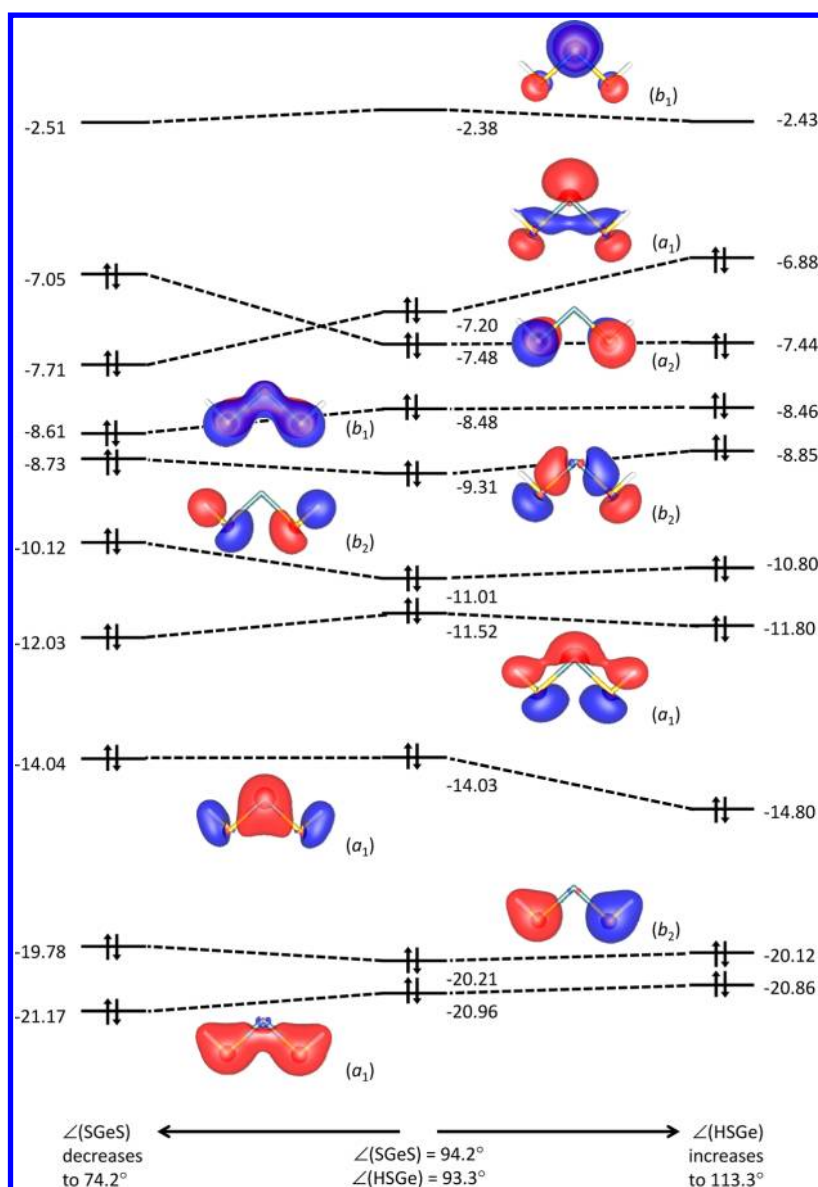 (b₁)
-2.51
-2.38
-2.43
(a₁)
-7.05
-6.88
-7.20
-7.48
-7.44
(a₂)
-7.71
(b₁)
-8.61
-8.48
-8.46
-8.73
-9.31
-8.85
(b₂)
(b₂)
-10.12
-11.01
-10.80
-11.52
-12.03
-11.80
(a₁)
-14.04
-14.03
-14.80
(a₁)
(b₂)
-19.78
-20.21
-20.12
-21.17
-20.96
-20.86
(a₁)
∠(SGeS)
decreases
to 74.2°
∠(SGeS) = 94.2°
∠(HSGe) = 93.3°
∠(HSGe)
increases
to 113.3°